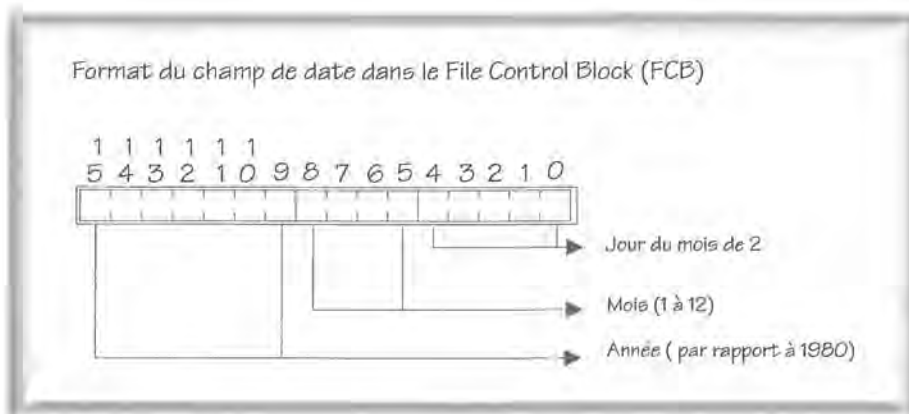 Format du champ de date dans le File Control Block (FCB)
1 1 1 1 1 1
5 4 3 2 1 0 9 8 7 6 5 4 3 2 1 0
Jour du mois de 2
Mois (1 à 12)
Année ( par rapport à 1980)